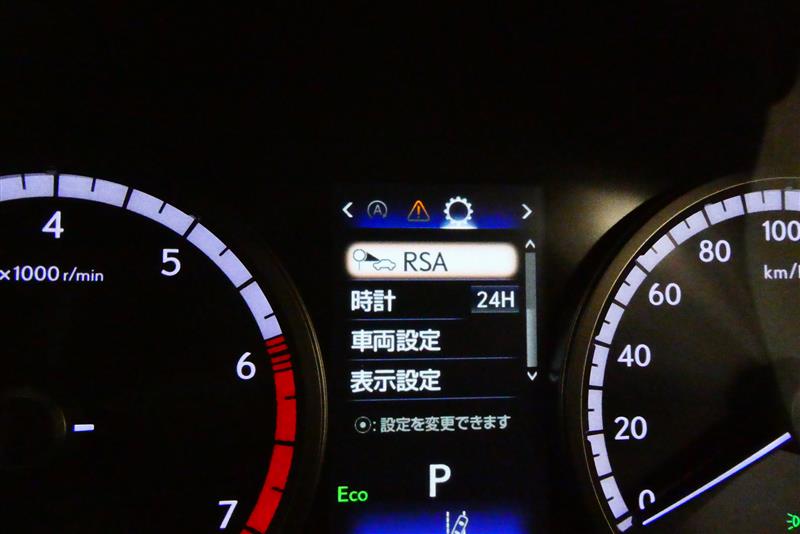 4
5
×1000 r/min
6
7
A
RSA
時計 24H
車両設定
表示設定
:設定を変更できます
P
Eco
100
80
km/
60
40
20
0